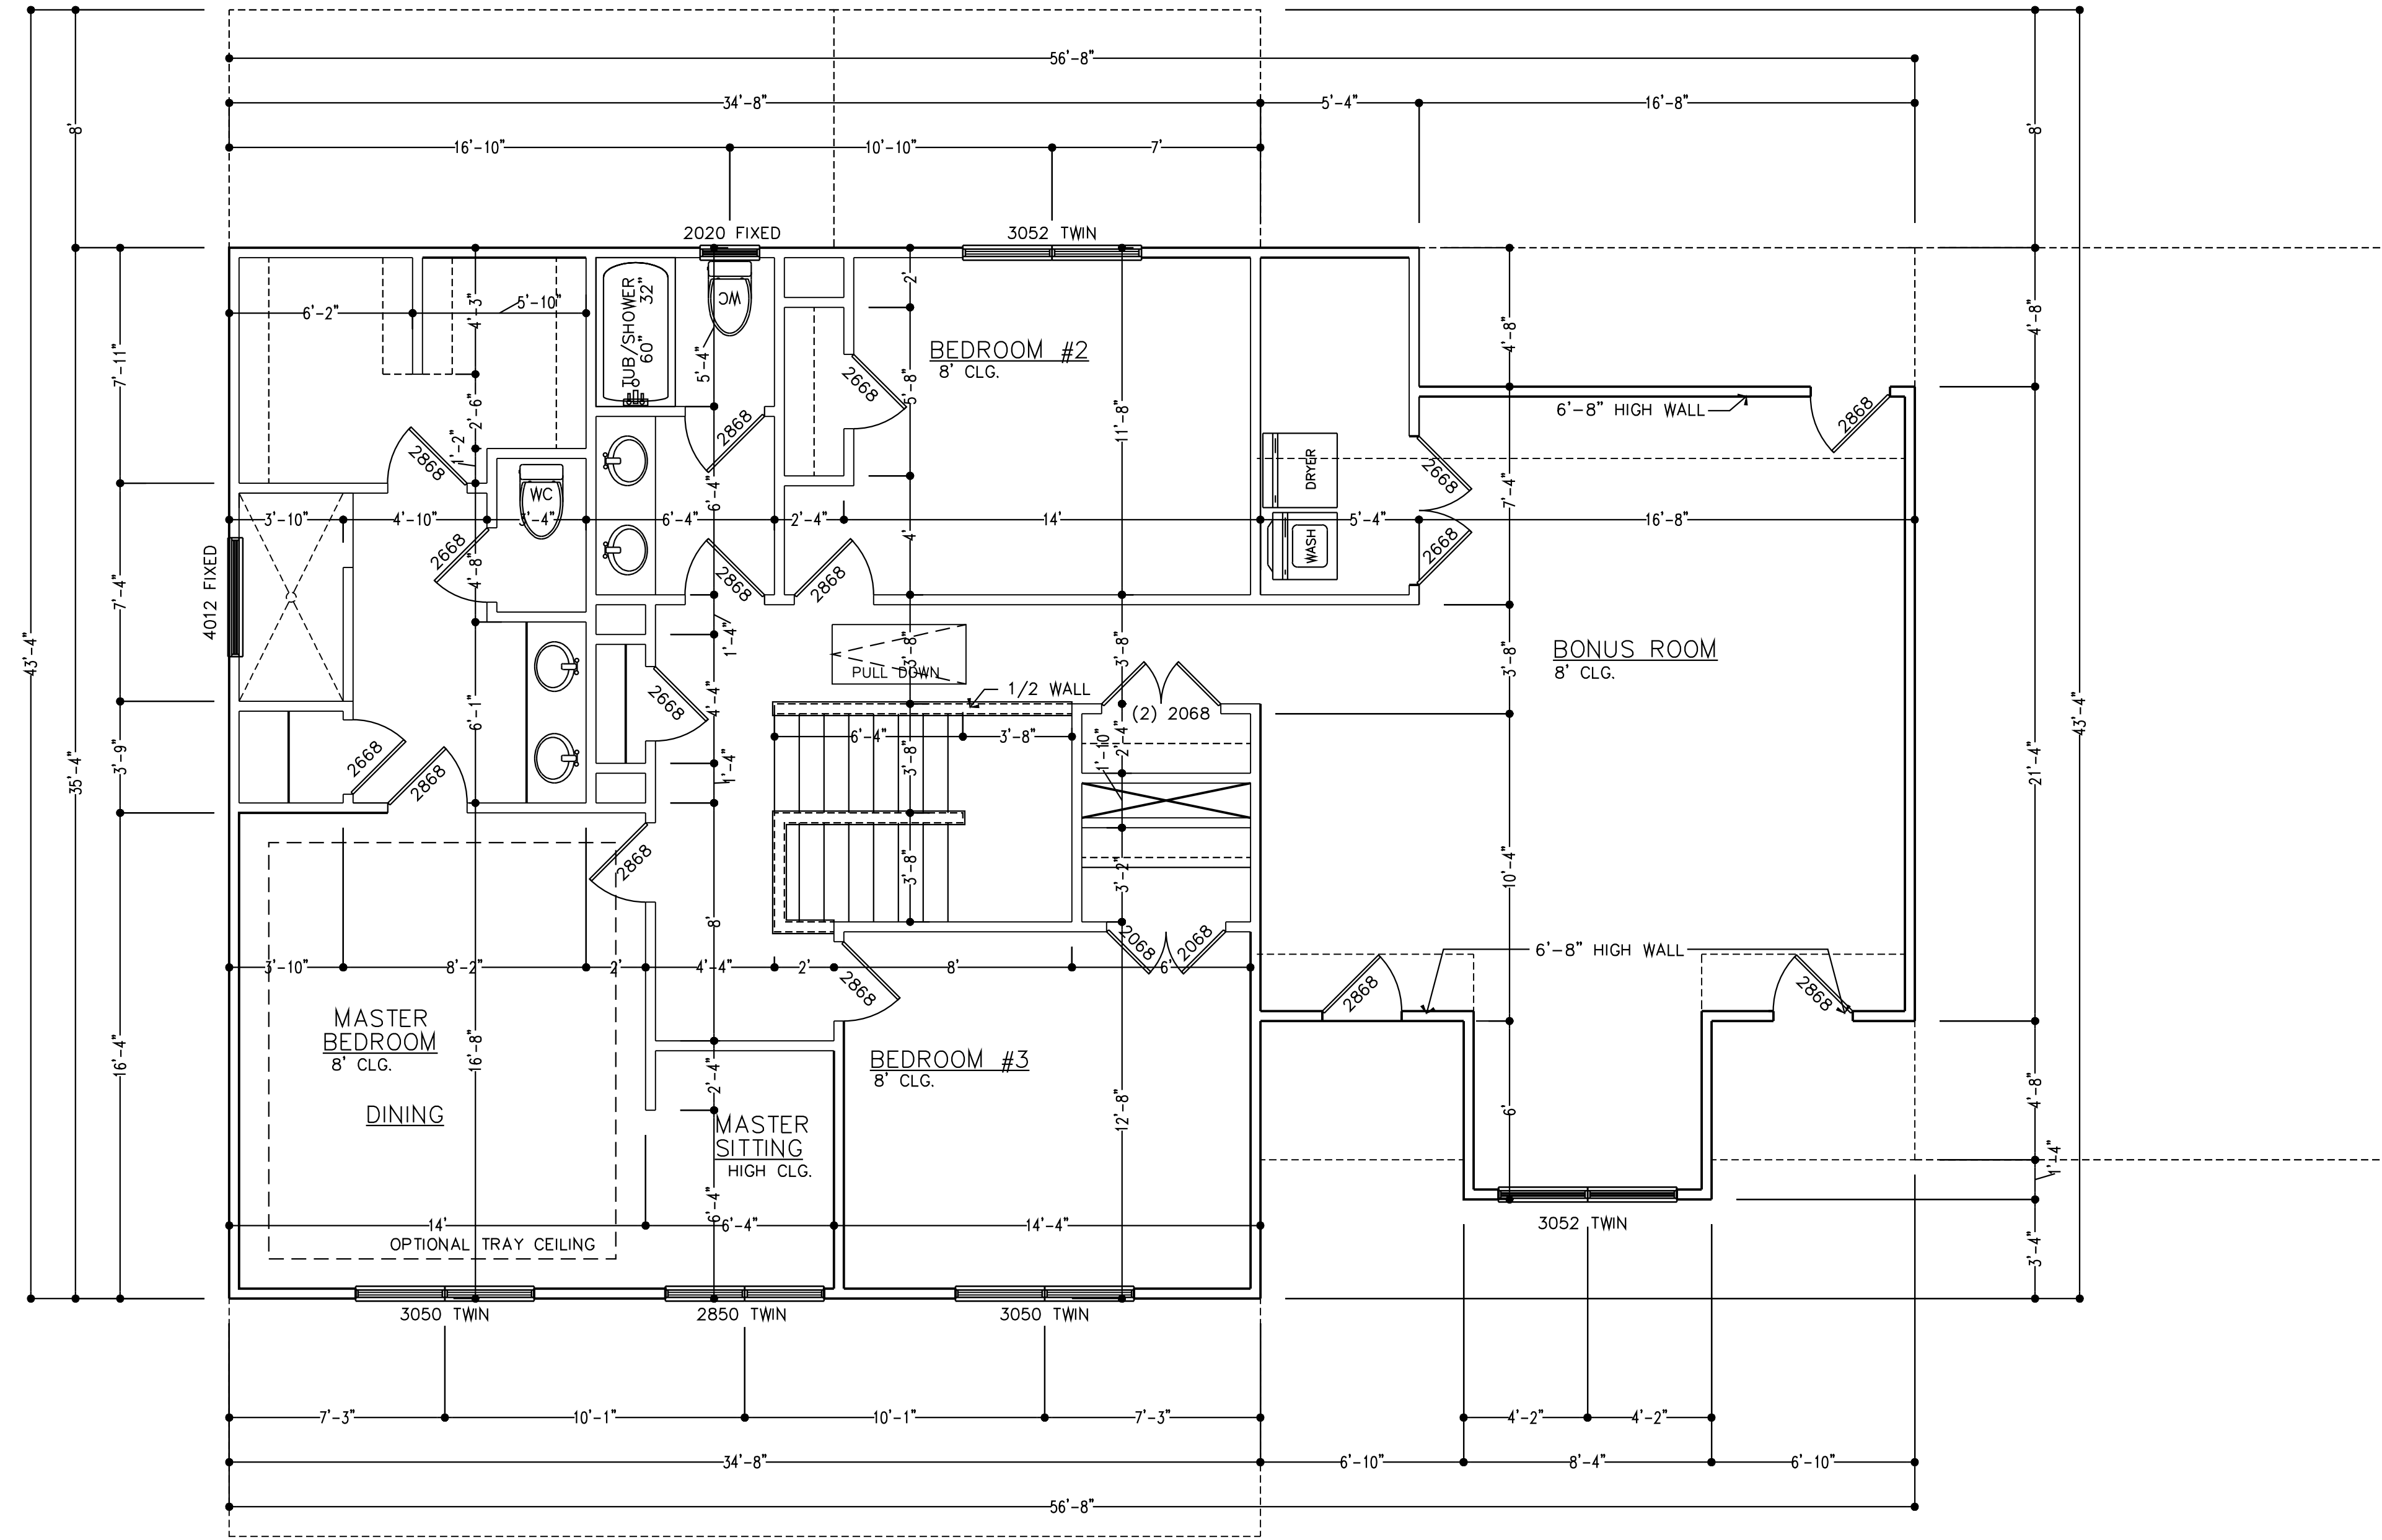 56'-8"
34'-8" 5'-4" 16'-8"
8' 8'
16'-10" 10'-10" 7'
2020 FIXED 3052 TWIN
2'
6'-2" 5'-10" 4'-3"
TUB/SHOWER
60" 32"
WC
5'-4"
4'-8" 4'-8"
7'-11"
BEDROOM #2
8' CLG.
2668
5'-8"
11'-8"
2'-6"
1'-2"
2868
2868
6'-8" HIGH WALL
2868
DRYER
2668
WC
6'-4"
7'-4"
3'-10" 4'-10" 3'-4" 6'-4" 2'-4" 14' 5'-4" 16'-8"
4'
WASH
2668
2668
4'-8"
2868
2868
4012 FIXED
7'-4"
43'-4"
1'-4"
3'-8"
3'-8"
3'-8"
PULL DOWN
BONUS ROOM
8' CLG.
1/2 WALL
(2) 2068
2668
4'-4"
6'-1"
43'-4"
6'-4" 3'-8"
3'-8"
2'-4"
1'-10"
35'-4"
3'-9"
2668
2868
1'-4"
21'-4"
2868
3'-8"
3'-2"
10'-4"
8'
2068 2068
6'-8" HIGH WALL
3'-10" 8'-2" 2' 4'-4" 2' 8' 6'
2868
2868
2868
MASTER
BEDROOM
8' CLG.
16'-4"
16'-8"
2'-4"
BEDROOM #3
8' CLG.
4'-8"
DINING
12'-8"
6'
MASTER
SITTING
HIGH CLG.
1'-4"
6'-4"
14' 6'-4" 14'-4"
3052 TWIN
OPTIONAL TRAY CEILING
3'-4"
3050 TWIN 2850 TWIN 3050 TWIN
7'-3" 10'-1" 10'-1" 7'-3" 4'-2" 4'-2"
34'-8" 6'-10" 8'-4" 6'-10"
56'-8"